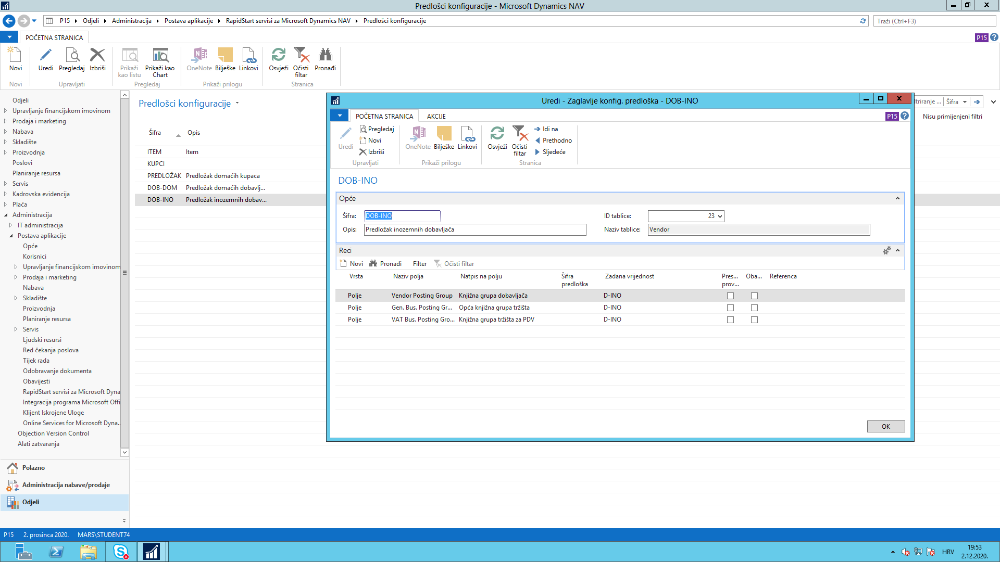 Predlošci konfiguracije - Microsoft Dynamics NAV
P15 Odjeli Administracija Postava aplikacije RapidStart servisi za Microsoft Dynamics NAV Predlošci konfiguracije
Traži (Ctrl+F3)
POČETNA STRANICA
P15
Novi
Uredi
Pregledaj
Izbriši
Prikaži kao listu
Prikaži kao Chart
OneNote
Bilješke
Linkovi
Osvježi
Očisti filtar
Pronađi
Novi
Upravljati
Pregledaj
Prikaži prilogu
Stranica
Odjeli
Upravljanje financijskom imovinom
Prodaja i marketing
Nabava
Skladište
Proizvodnja
Poslovi
Planiranje resursa
Servis
Kadrovska evidencija
Plaća
Administracija
IT administracija
Postava aplikacije
Opće
Korisnici
Upravljanje financijskom imovinom
Prodaja i marketing
Nabava
Skladište
Proizvodnja
Planiranje resursa
Servis
Ljudski resursi
Red čekanja poslova
Tijek rada
Odobravanje dokumenta
Obavijesti
RapidStart servisi za Microsoft Dyna
Integracija programa Microsoft Offi
Klijent Iskrojene Uloge
Online Services for Microsoft Dyna...
Objection Version Control
Alati zatvaranja
Polazno
Administracija nabave/prodaje
Odjeli
Predlošci konfiguracije
ltriranje ... Šifra
Nisu primijenjeni filtri
Šifra Opis
ITEM Item
KUPCI
PREDLOŽAK Predložak domaćih kupaca
DOB-DOM Predložak domaćih dobavlj...
DOB-INO Predložak inozemnih dobav...
Uredi - Zaglavlje konfig. predloška - DOB-INO
POČETNA STRANICA AKCIJE
P15
Uredi
Pregledaj
Novi
Izbriši
OneNote
Bilješke
Linkovi
Osvježi
Očisti filtar
Idi na
Prethodno
Sljedeće
Upravljati
Prikaži prilogu
Stranica
DOB-INO
Opće
Šifra: DOB-INO ID tablice: 23
Opis: Predložak inozemnih dobavljača Naziv tablice: Vendor
Reci
Novi Pronađi Filter Očisti filtar
Vrsta Naziv polja Natpis na polju Šifra predloška Zadana vrijednost Pres... prov... Oba... Referenca
Polje Vendor Posting Group Knjižna grupa dobavljača D-INO
Polje Gen. Bus. Posting Gr... Opća knjižna grupa tržišta D-INO
Polje VAT Bus. Posting Gro... Knjižna grupa tržišta za PDV D-INO
OK
P15 2. prosinca 2020. MARS\STUDENT74
HRV
19:53
2.12.2020.